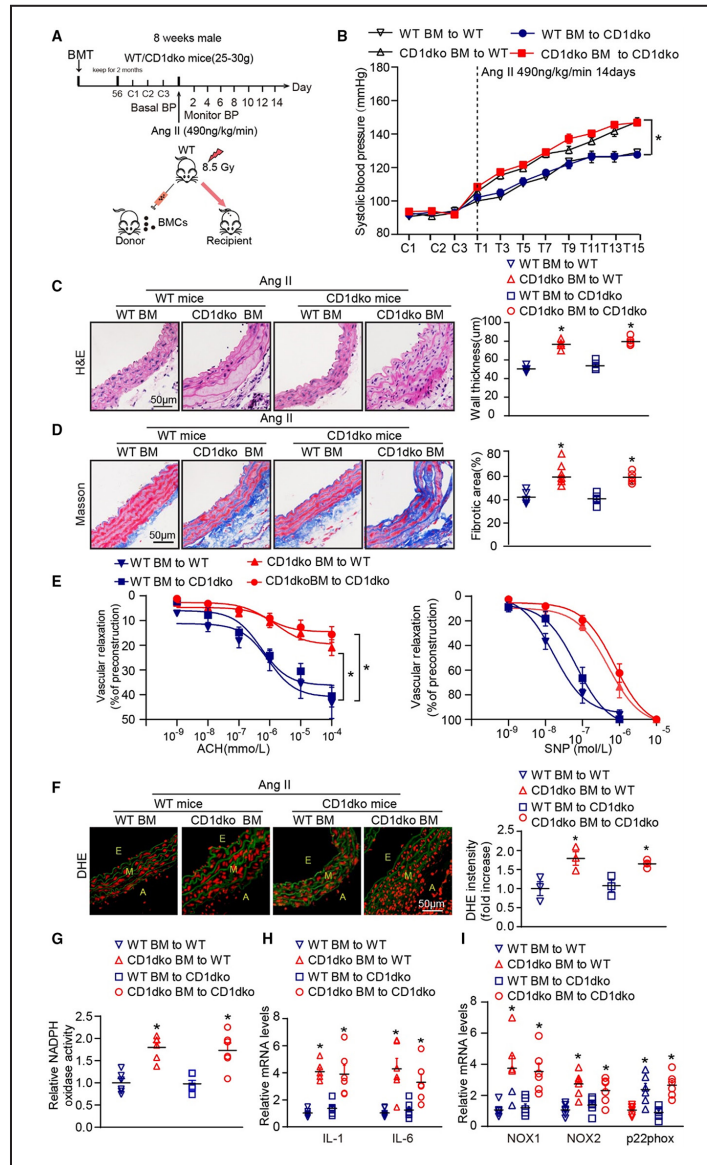 A
8 weeks male
BMT
WT/CD1dko mice(25-30g)
keep for 2 months
56 C1 C2 C3
2 4 6 8 10 12 14
Day
Basal BP
Monitor BP
Ang II (490ng/kg/min)
WT
8.5 Gy
BMCs
Donor
Recipient
B
WT BM to WT
WT BM to CD1dko
CD1dko BM to WT
CD1dko BM to CD1dko
Ang II 490ng/kg/min 14days
Systolic blood pressure (mmHg)
180
160
140
120
100
80
*
C1 C2 C3 T1 T3 T5 T7 T9 T11 T13 T15
C
Ang II
WT mice
CD1dko mice
WT BM
CD1dko BM
WT BM
CD1dko BM
H&E
50μm
WT BM to WT
CD1dko BM to WT
WT BM to CD1dko
CD1dko BM to CD1dko
Wall thickness(um)
100
80
60
40
20
0
* *
D
Ang II
WT mice
CD1dko mice
WT BM
CD1dko BM
WT BM
CD1dko BM
Masson
50μm
Fibrotic area(%)
80
60
40
20
0
* *
E
WT BM to WT
CD1dko BM to WT
WT BM to CD1dko
CD1dkoBM to CD1dko
Vascular relaxation
(% of preconstruction)
0
10
20
30
40
50
* *
10-9 10-8 10-7 10-6 10-5 10-4
ACH(mmo/L)
Vascular relaxation
(% of preconstruction)
0
20
40
60
80
100
10-9 10-8 10-7 10-6 10-5
SNP (mol/L)
F
Ang II
WT mice
CD1dko mice
WT BM
CD1dko BM
WT BM
CD1dko BM
DHE
E M A
E M A
E M A
E M A
50μm
WT BM to WT
CD1dko BM to WT
WT BM to CD1dko
CD1dko BM to CD1dko
DHE instensity
(fold increase)
2.5
2.0
1.5
1.0
0.5
0.0
* *
G
WT BM to WT
CD1dko BM to WT
WT BM to CD1dko
CD1dko BM to CD1dko
Relative NADPH
oxidase activity
2.5
2.0
1.5
1.0
0.5
0.0
* *
H
WT BM to WT
CD1dko BM to WT
WT BM to CD1dko
CD1dko BM to CD1dko
Relative mRNA levels
8
6
4
2
0
* * * *
IL-1 IL-6
I
WT BM to WT
CD1dko BM to WT
WT BM to CD1dko
CD1dko BM to CD1dko
Relative mRNA levels
8
6
4
2
0
* * * * * *
NOX1 NOX2 p22phox